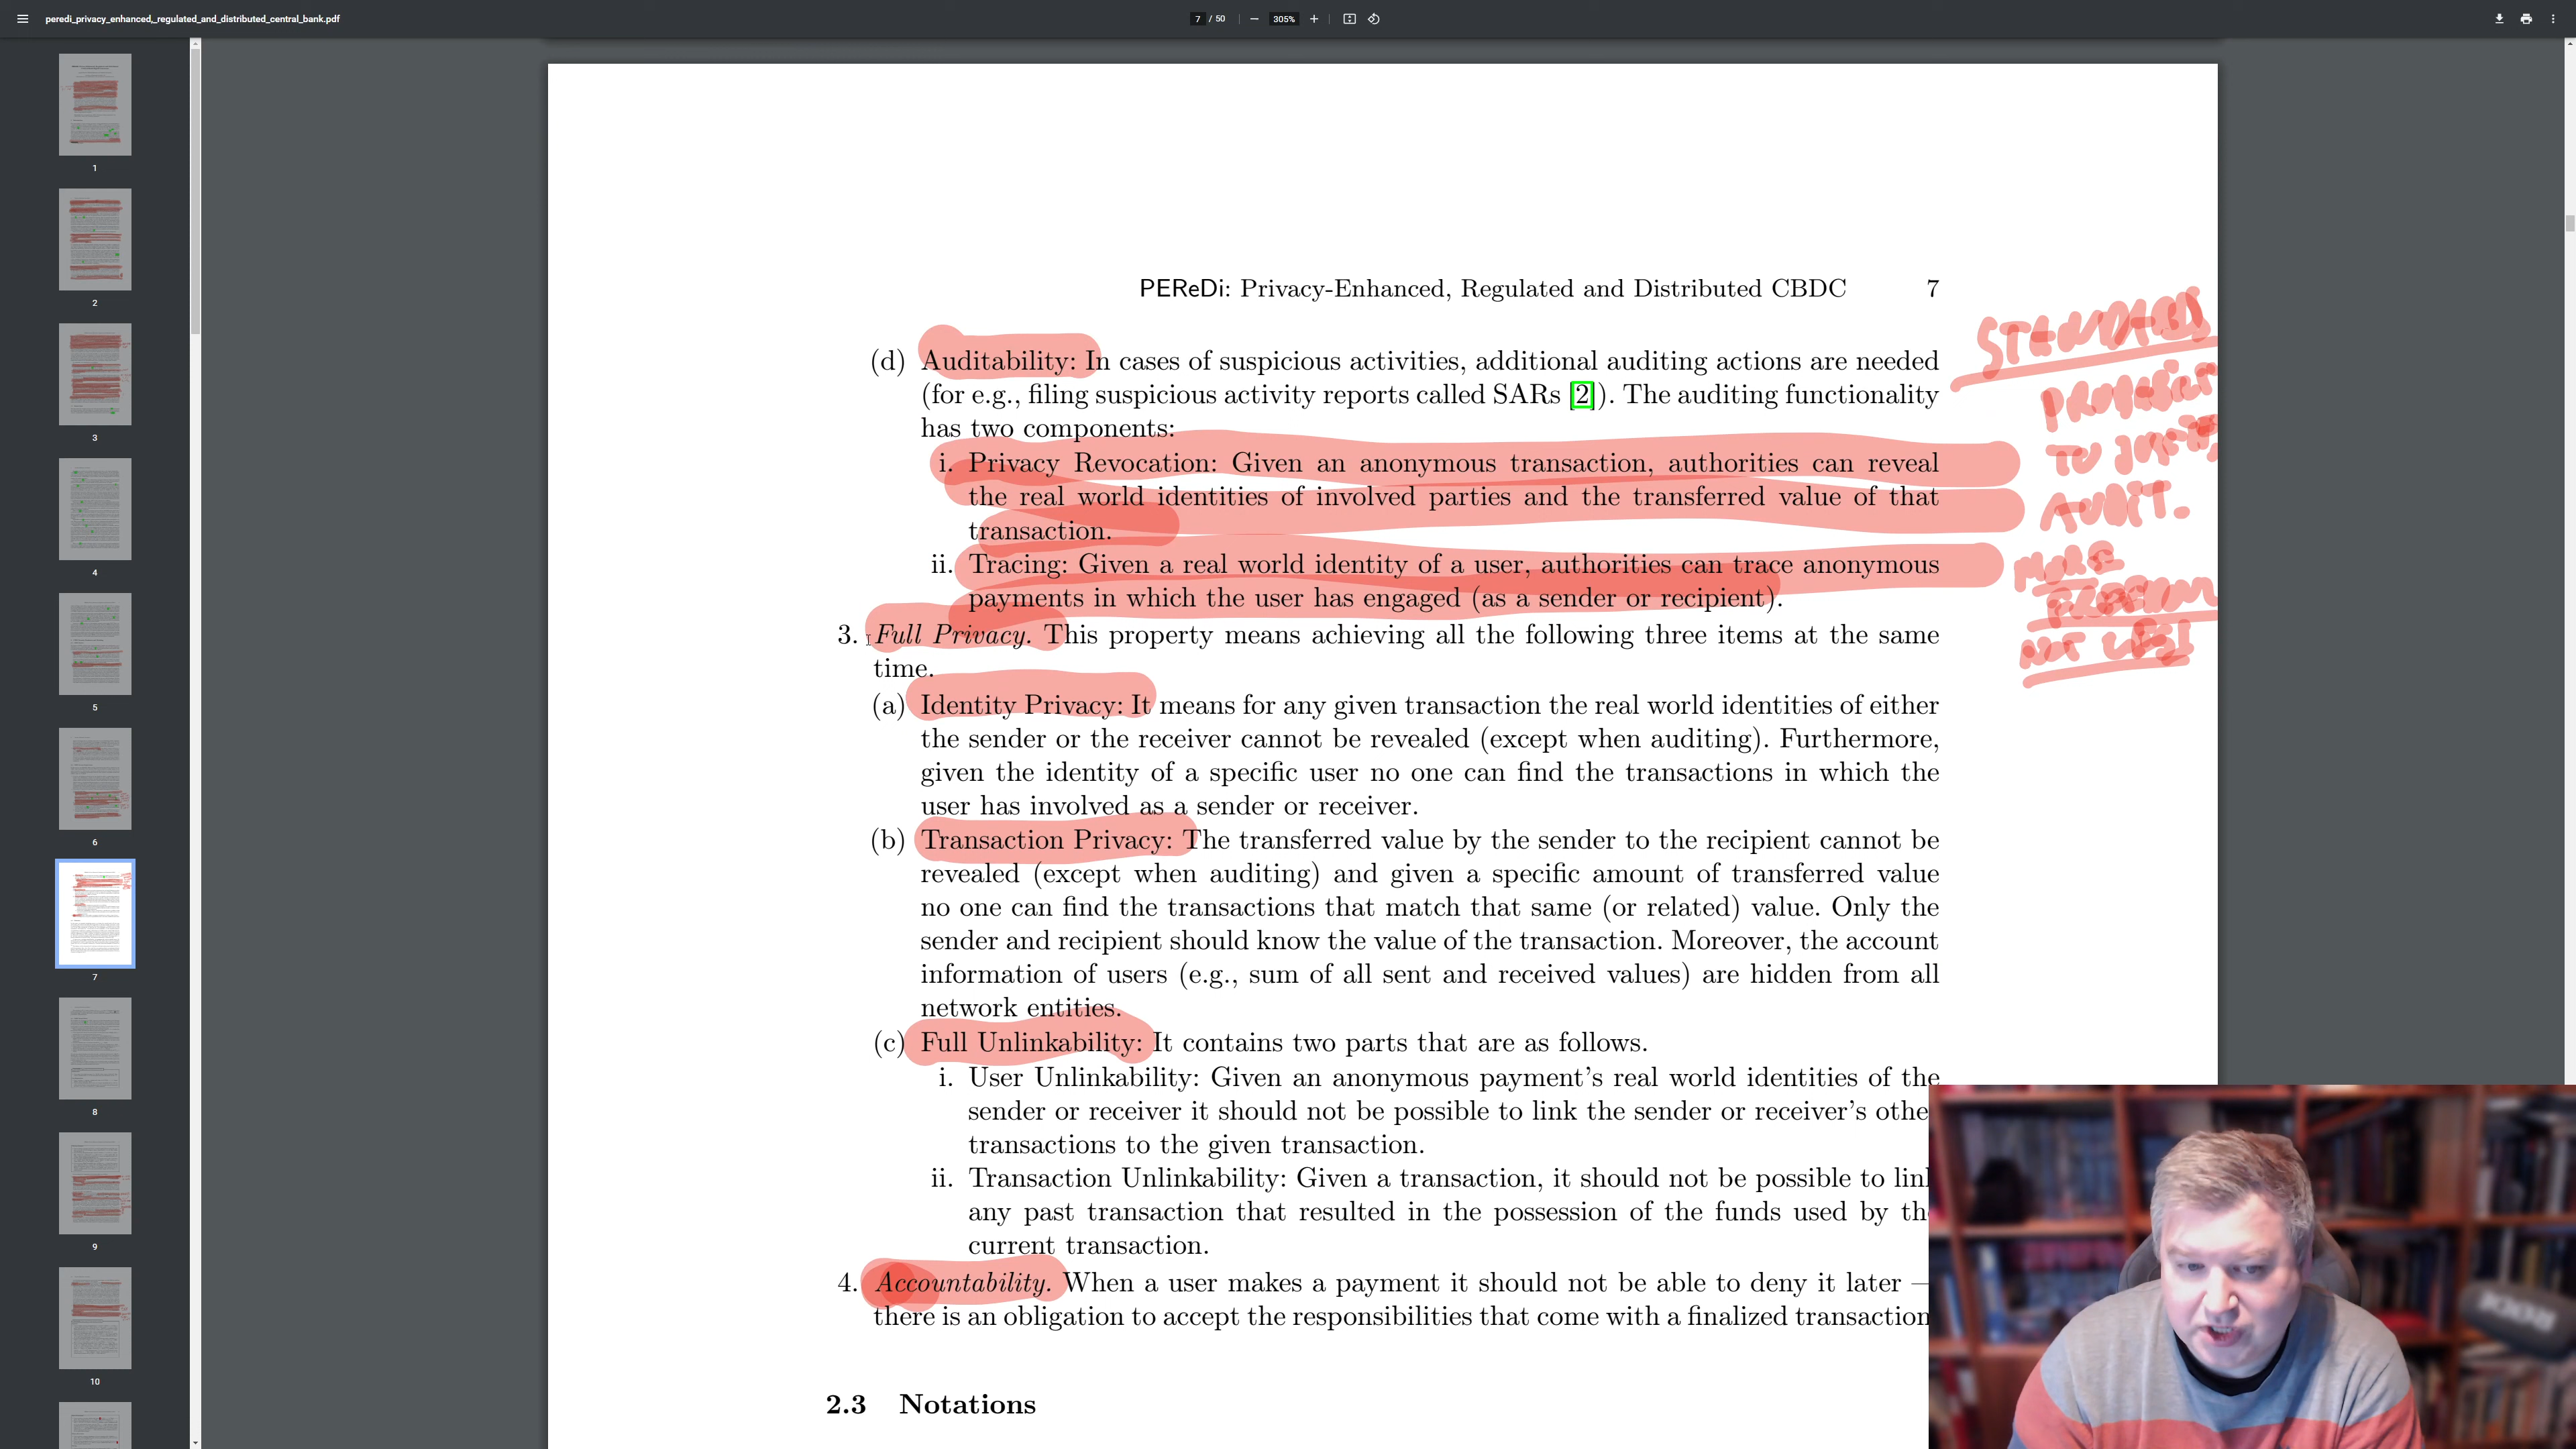 peredi_privacy_enhanced_regulated_and_distributed_central_bank.pdf
7 / 50
305%
1
2
3
4
5
6
7
8
9
10
PEReDi: Privacy-Enhanced, Regulated and Distributed CBDC 7
(d) Auditability: In cases of suspicious activities, additional auditing actions are needed
(for e.g., filing suspicious activity reports called SARs [2]). The auditing functionality
has two components:
i. Privacy Revocation: Given an anonymous transaction, authorities can reveal
the real world identities of involved parties and the transferred value of that
transaction.
ii. Tracing: Given a real world identity of a user, authorities can trace anonymous
payments in which the user has engaged (as a sender or recipient).
3. Full Privacy. This property means achieving all the following three items at the same
time.
(a) Identity Privacy: It means for any given transaction the real world identities of either
the sender or the receiver cannot be revealed (except when auditing). Furthermore,
given the identity of a specific user no one can find the transactions in which the
user has involved as a sender or receiver.
(b) Transaction Privacy: The transferred value by the sender to the recipient cannot be
revealed (except when auditing) and given a specific amount of transferred value
no one can find the transactions that match that same (or related) value. Only the
sender and recipient should know the value of the transaction. Moreover, the account
information of users (e.g., sum of all sent and received values) are hidden from all
network entities.
(c) Full Unlinkability: It contains two parts that are as follows.
i. User Unlinkability: Given an anonymous payment's real world identities of the
sender or receiver it should not be possible to link the sender or receiver's othe
transactions to the given transaction.
ii. Transaction Unlinkability: Given a transaction, it should not be possible to lin
any past transaction that resulted in the possession of the funds used by th
current transaction.
4. Accountability. When a user makes a payment it should not be able to deny it later —
there is an obligation to accept the responsibilities that come with a finalized transaction
2.3 Notations
STANDARDS
TO
AUDIT.
MORE
FREEDOM
NOT LESS
RODE